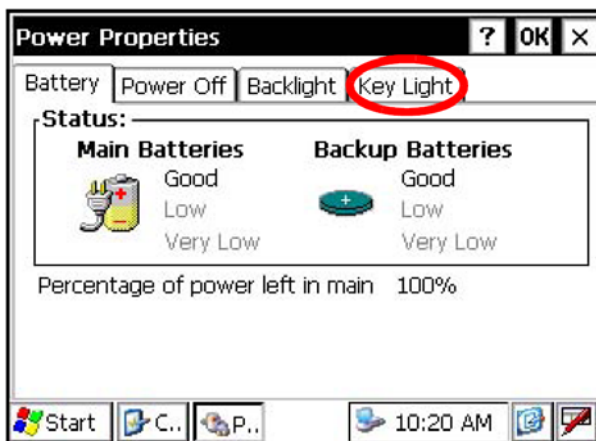 Power Properties ? OK ×
Battery Power Off Backlight Key Light
Status:
Main Batteries Backup Batteries
Good Good
Low Low
Very Low Very Low
Percentage of power left in main 100%
Start C.. P.. 10:20 AM